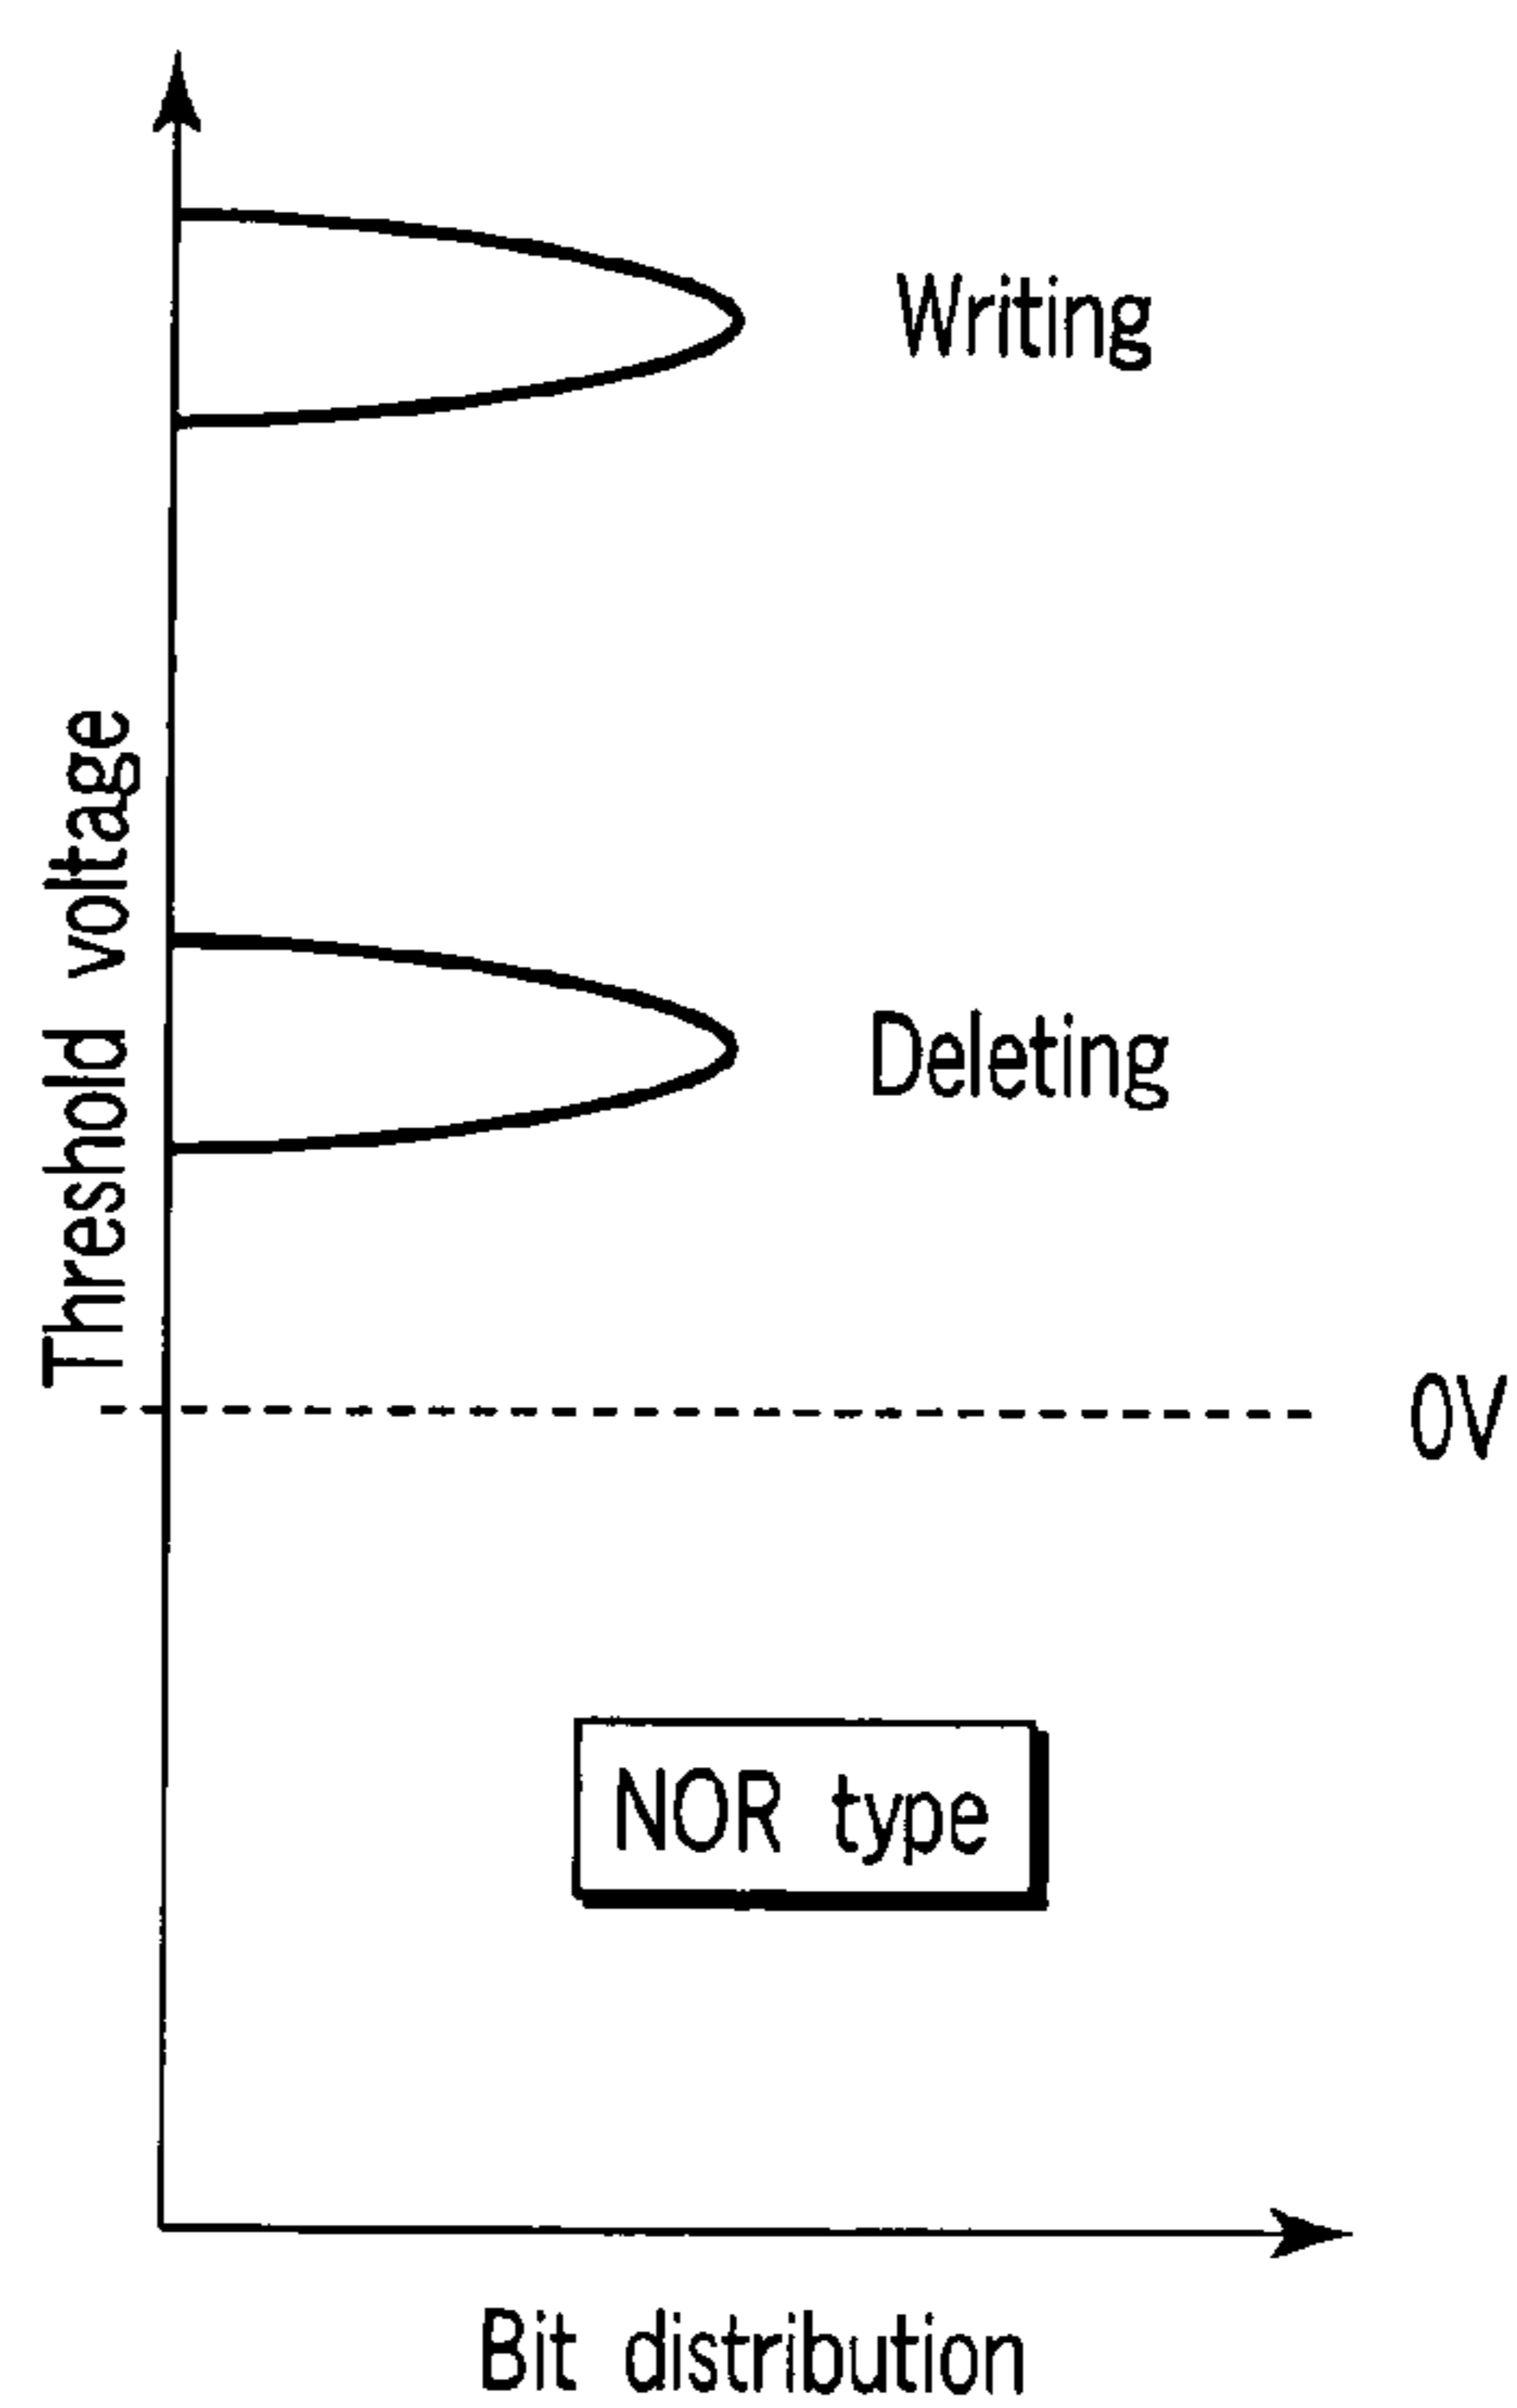 Writing
Threshold voltage
Deleting
0V
NOR type
Bit distribution